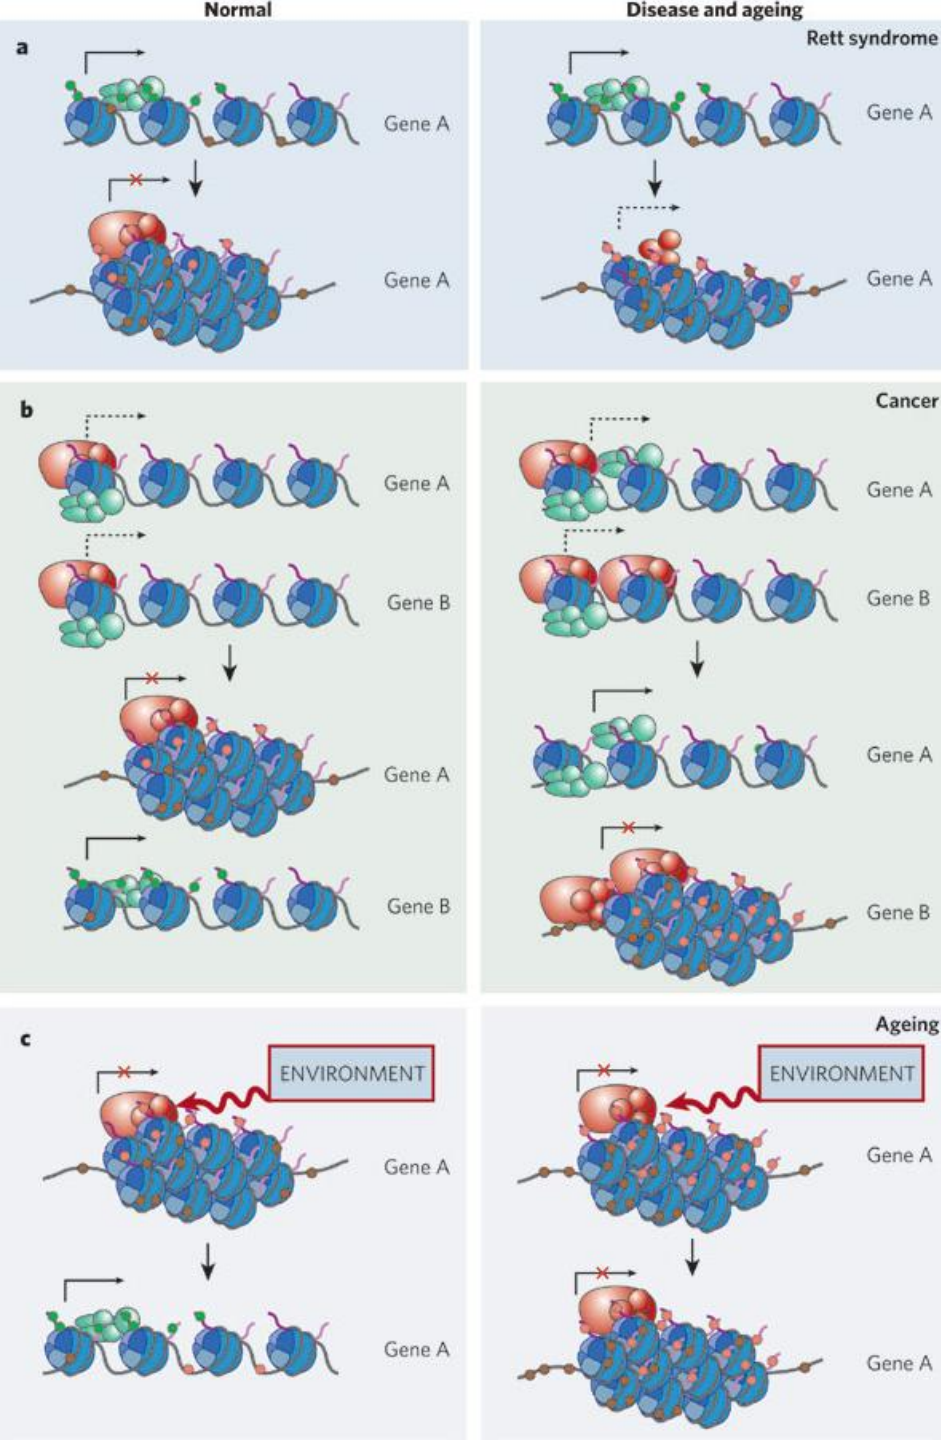 Normal
Disease and ageing
a
Rett syndrome
Gene A
Gene A
Gene A
Gene A
b
Cancer
Gene A
Gene A
Gene B
Gene B
Gene A
Gene A
Gene B
Gene B
c
Ageing
ENVIRONMENT
ENVIRONMENT
Gene A
Gene A
Gene A
Gene A